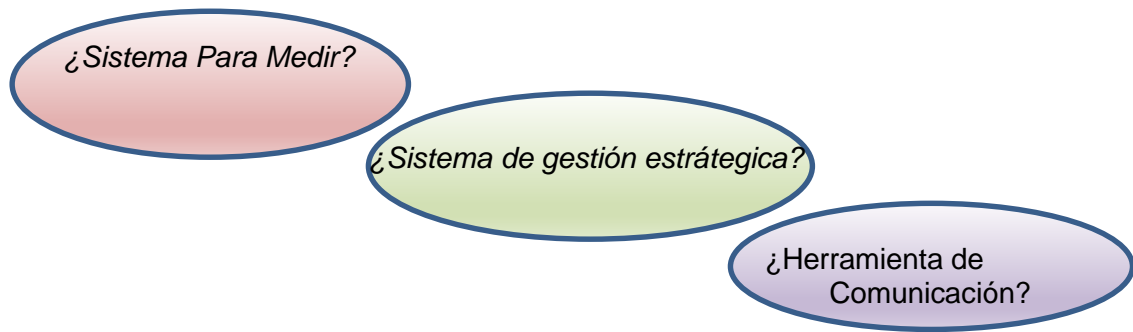 ¿Sistema Para Medir?
¿Sistema de gestión estrátegica?
¿Herramienta de
Comunicación?